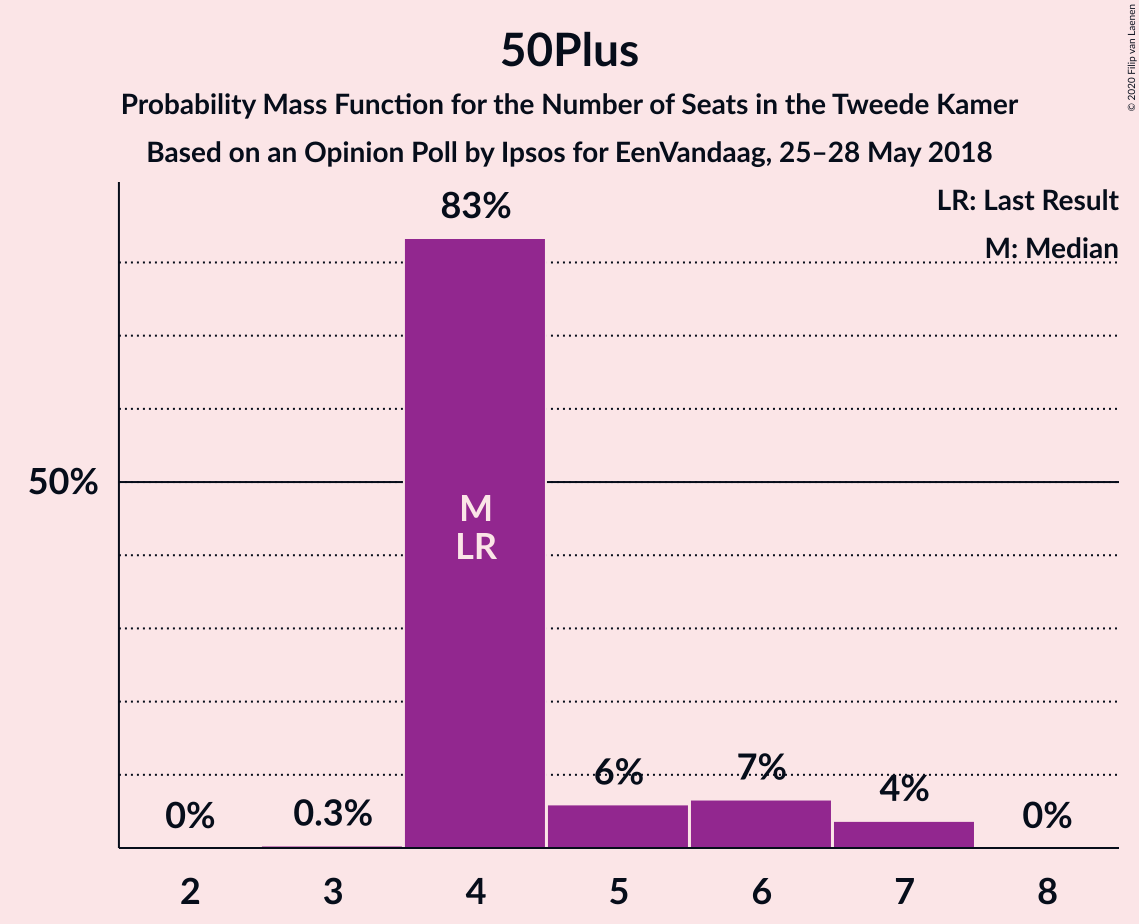 50Plus
Probability Mass Function for the Number of Seats in the Tweede Kamer
Based on an Opinion Poll by Ipsos for EenVandaag, 25–28 May 2018
© 2020 Filip van Laenen
LR: Last Result
M: Median
83%
50%
M
LR
0%
0.3%
6%
7%
4%
0%
2
3
4
5
6
7
8